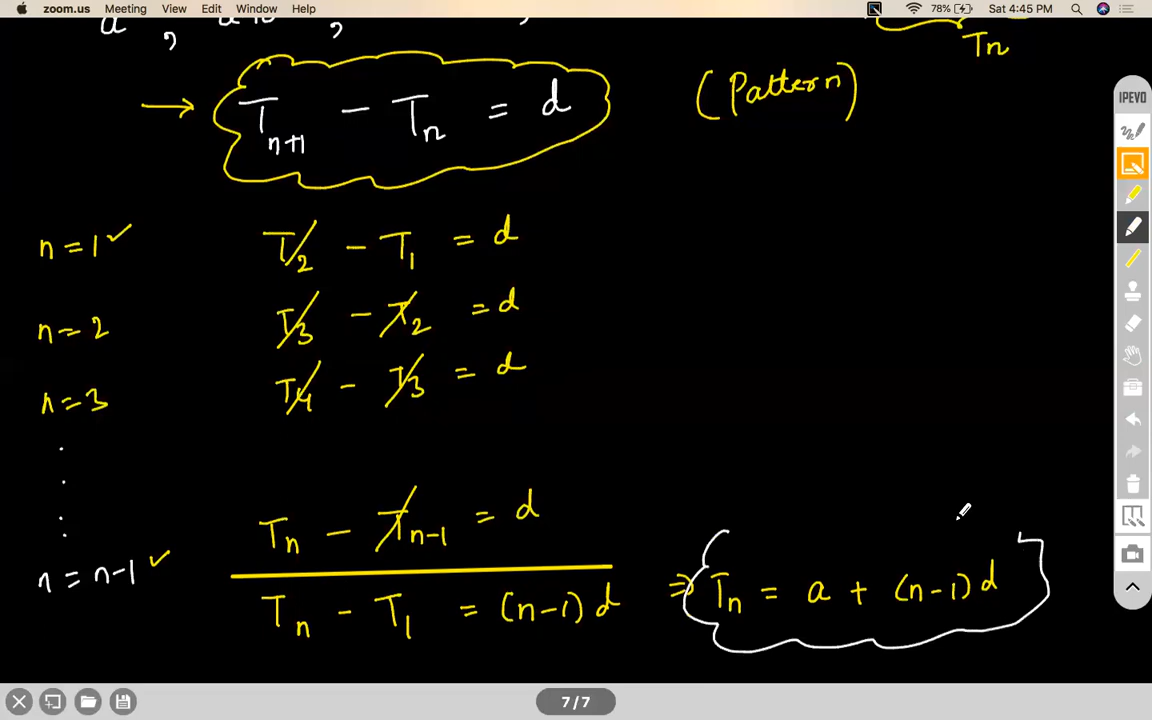 zoom.us Meeting View Edit Window Help 78% Sat 4:45 PM
a , ,
Tn
→ T_{n+1} - T_n = d (Pattern)
IPEVO
n = 1 ✓ T_2 - T_1 = d
n = 2 T_3 - T_2 = d
n = 3 T_4 - T_3 = d
T_n - T_{n-1} = d
n = n-1 ✓
T_n - T_1 = (n-1)d ⇒ T_n = a + (n-1)d
7/7